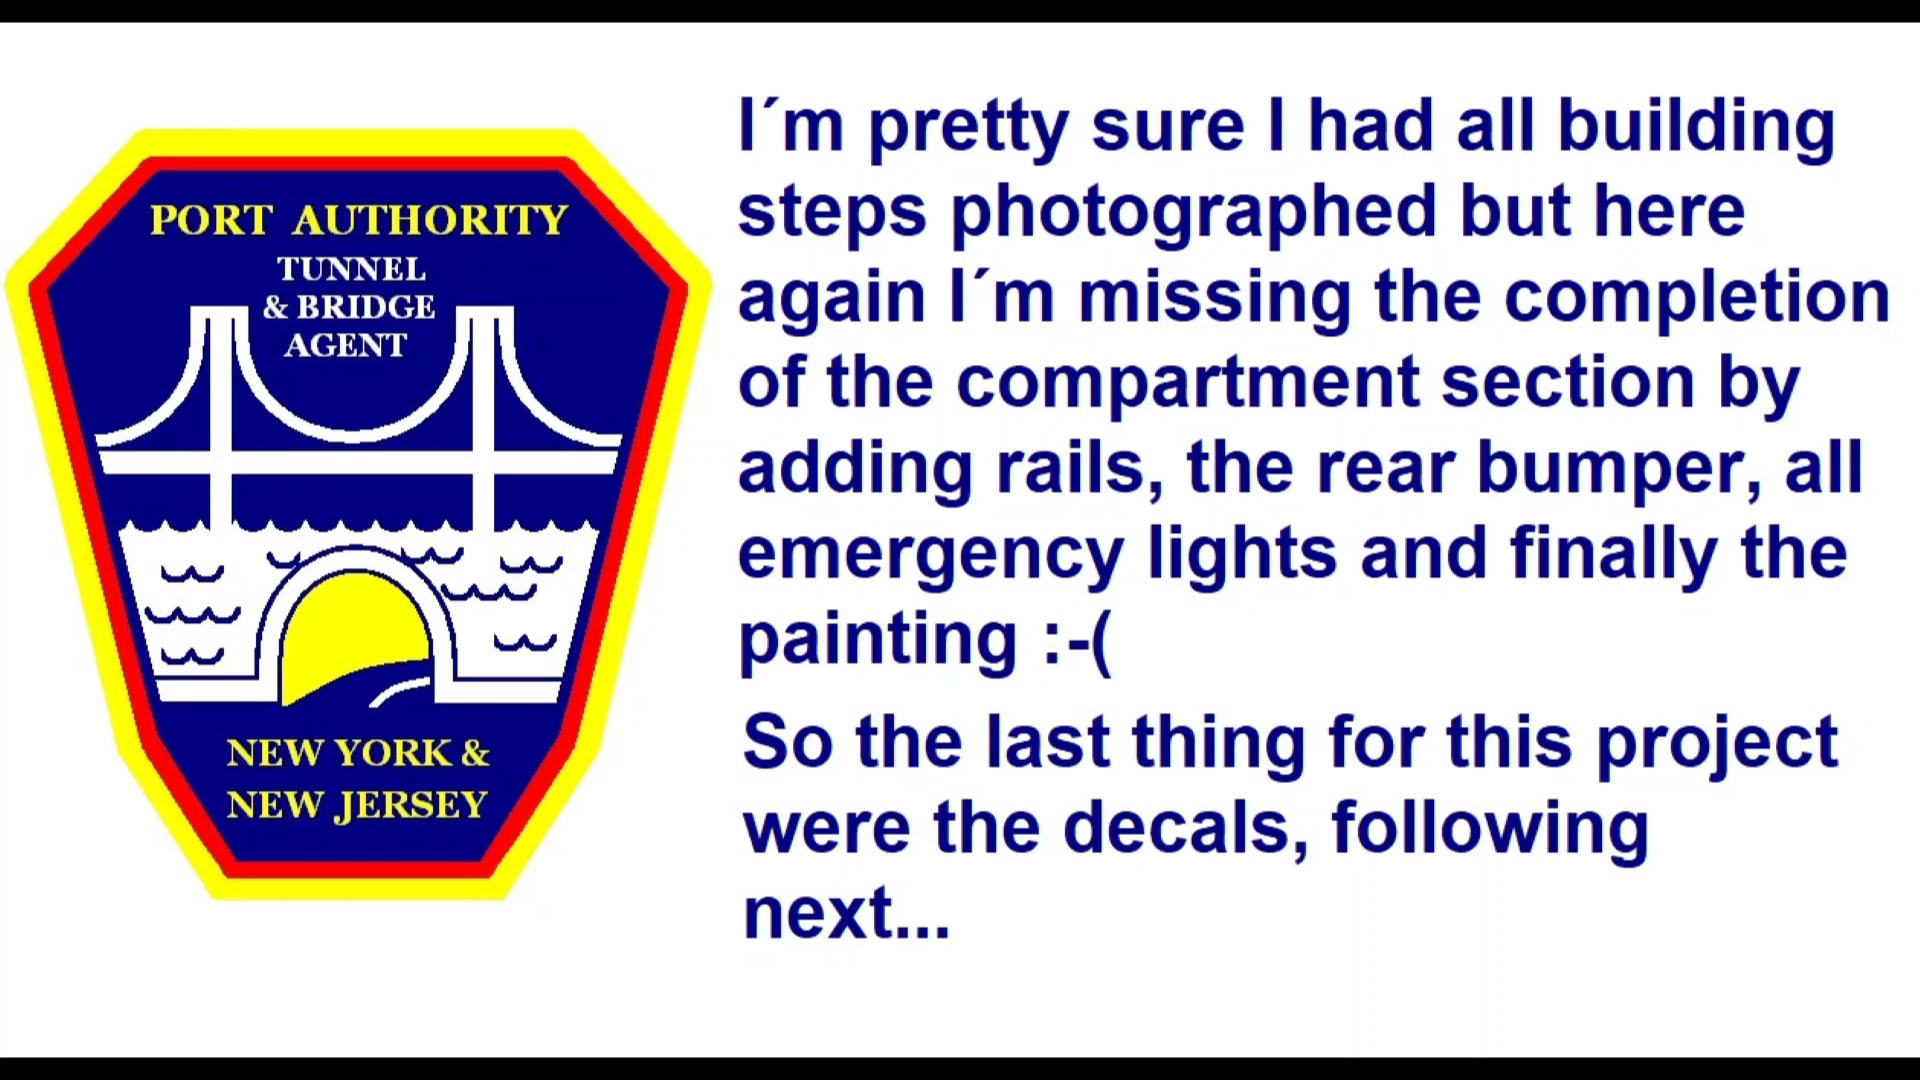 PORT AUTHORITY
TUNNEL
& BRIDGE
AGENT
NEW YORK &
NEW JERSEY
I´m pretty sure I had all building
steps photographed but here
again I´m missing the completion
of the compartment section by
adding rails, the rear bumper, all
emergency lights and finally the
painting :-(
So the last thing for this project
were the decals, following
next...